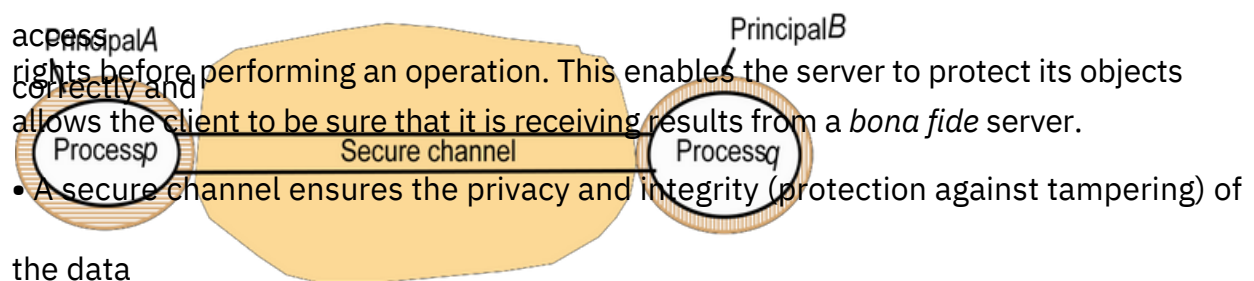 access
PrincipalA
PrincipalB
rights before performing an operation. This enables the server to protect its objects
correctly and
allows the client to be sure that it is receiving results from a bona fide server.
Processp
Secure channel
Processq
• A secure channel ensures the privacy and integrity (protection against tampering) of
the data